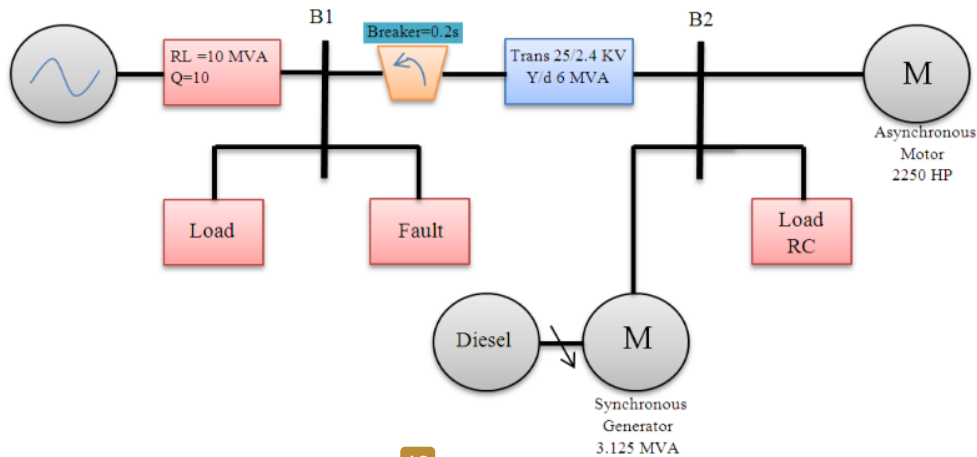 B1
B2
Breaker=0.2s
RL =10 MVA
Q=10
Trans 25/2.4 KV
Y/d 6 MVA
M
Asynchronous
Motor
2250 HP
Load
Fault
Load
RC
Diesel
M
Synchronous
Generator
3.125 MVA